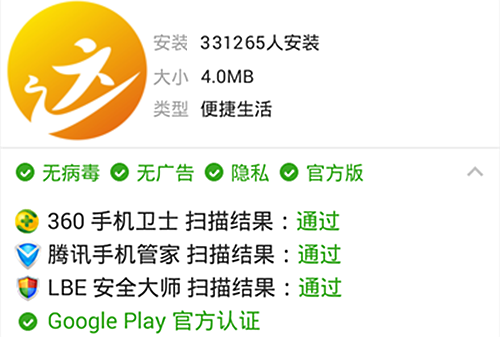 达
安装 331265人安装
大小 4.0MB
类型 便捷生活
无病毒 无广告 隐私 官方版
360 手机卫士 扫描结果：通过
腾讯手机管家 扫描结果：通过
LBE 安全大师 扫描结果：通过
Google Play 官方认证